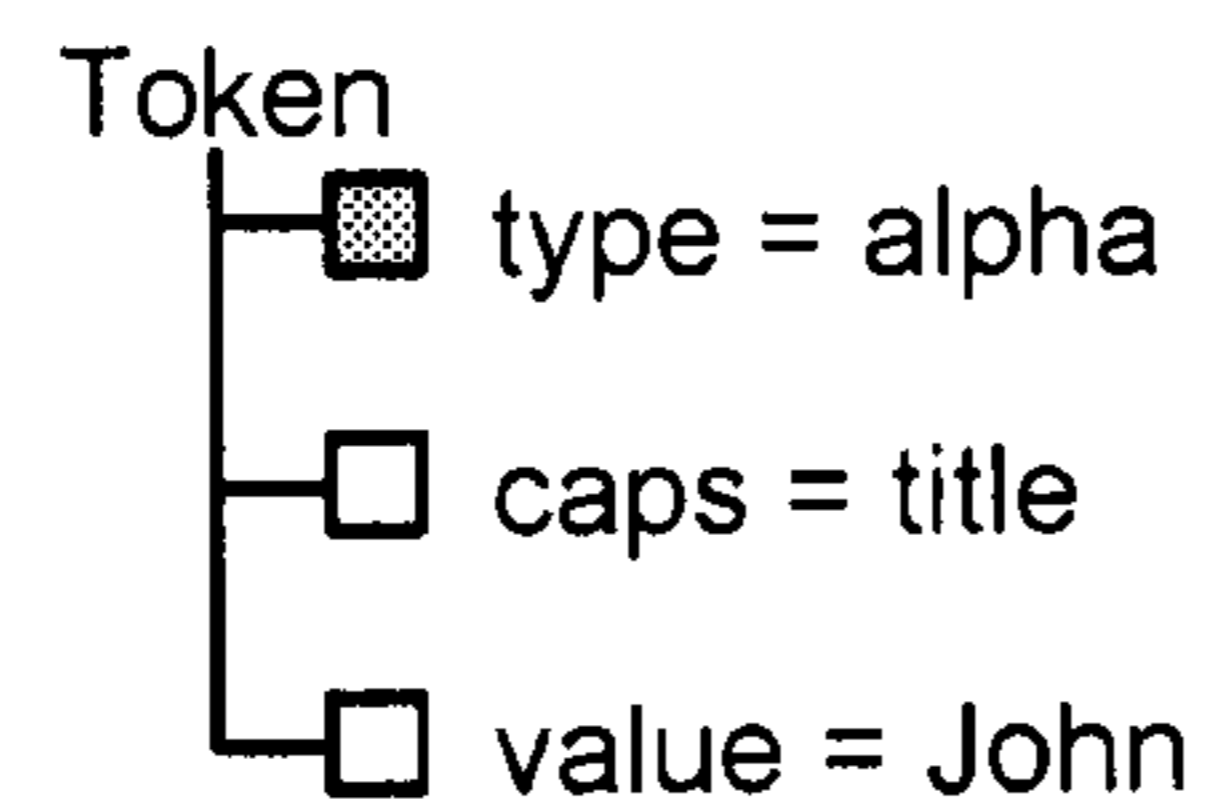 Token
type = alpha
caps = title
value = John